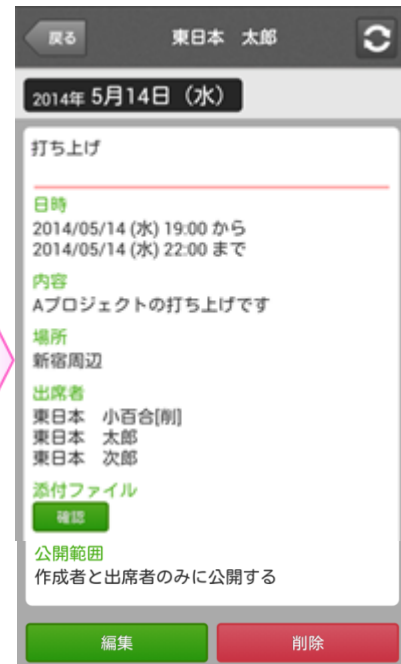 戻る
東日本　太郎
2014年 5月14日（水）
打ち上げ
日時
2014/05/14 (水) 19:00 から
2014/05/14 (水) 22:00 まで
内容
Aプロジェクトの打ち上げです
場所
新宿周辺
出席者
東日本　小百合[削]
東日本　太郎
東日本　次郎
添付ファイル
確認
公開範囲
作成者と出席者のみに公開する
編集
削除